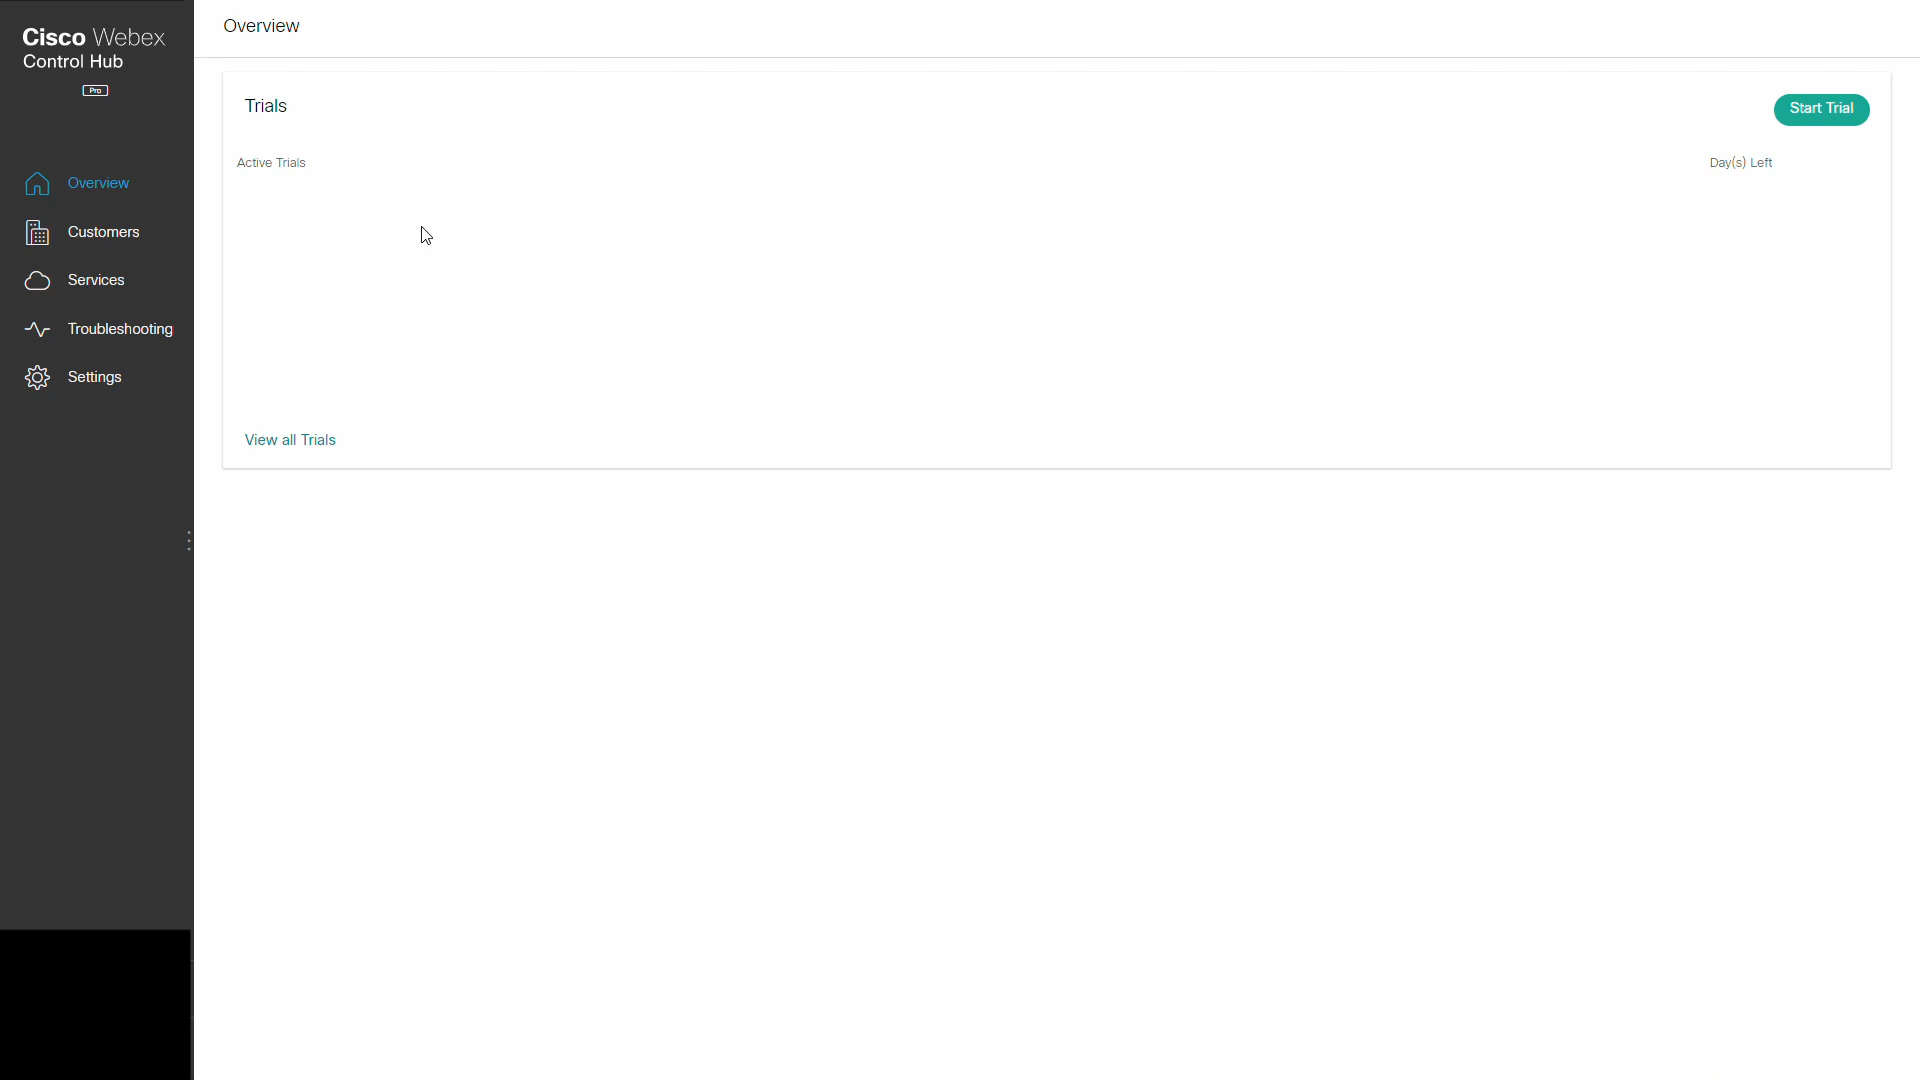 Cisco Webex
Control Hub
Pro
Overview
Customers
Services
Troubleshooting
Settings
Overview
Trials
Start Trial
Active Trials
Day(s) Left
View all Trials